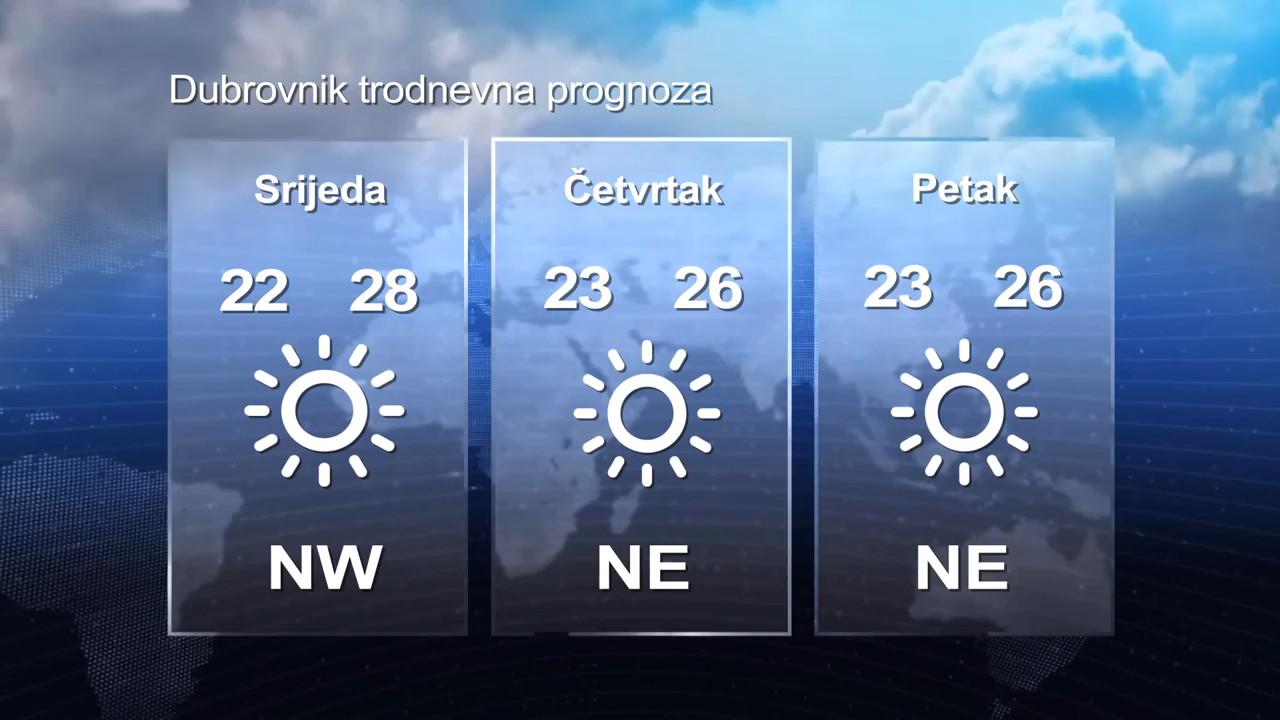 Dubrovnik trodnevna prognoza
Srijeda
22 28
NW
Četvrtak
23 26
NE
Petak
23 26
NE